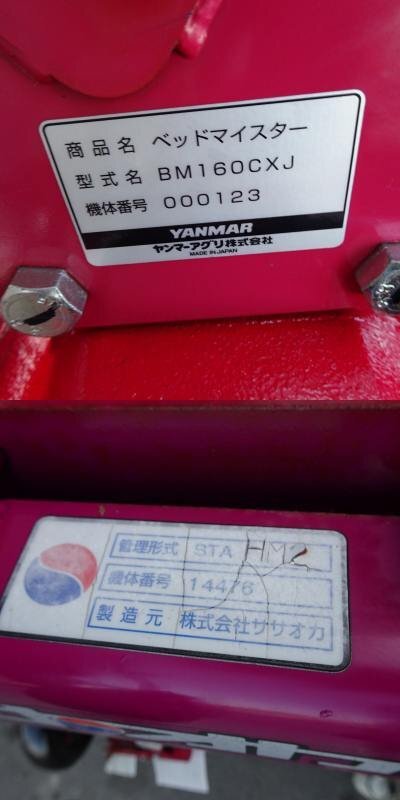 商品名 ベッドマイスター
型式名 BM160CXJ
機体番号 000123
YANMAR
ヤンマーアグリ株式会社
MADE IN JAPAN
管理形式 STA HM2
機体番号 14476
製造元 株式会社ササオカ